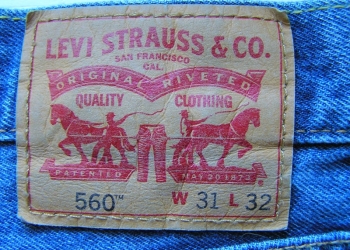 LEVI STRAUSS & CO.
SAN FRANCISCO
CAL.
ORIGINAL RIVETED
QUALITY CLOTHING
PATENTED MAY 20 1873
®
560™ W 31 L 32